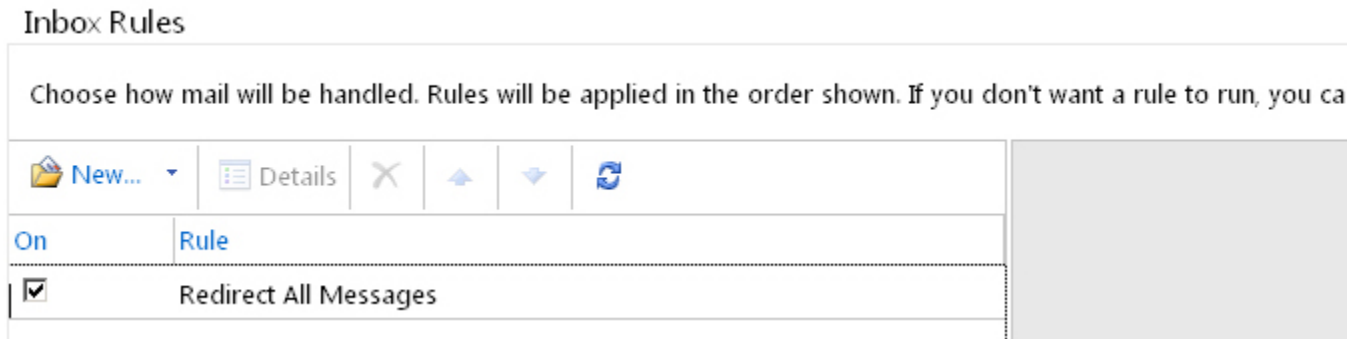 Inbox Rules
Choose how mail will be handled. Rules will be applied in the order shown. If you don't want a rule to run, you ca
New... Details
On Rule
Redirect All Messages